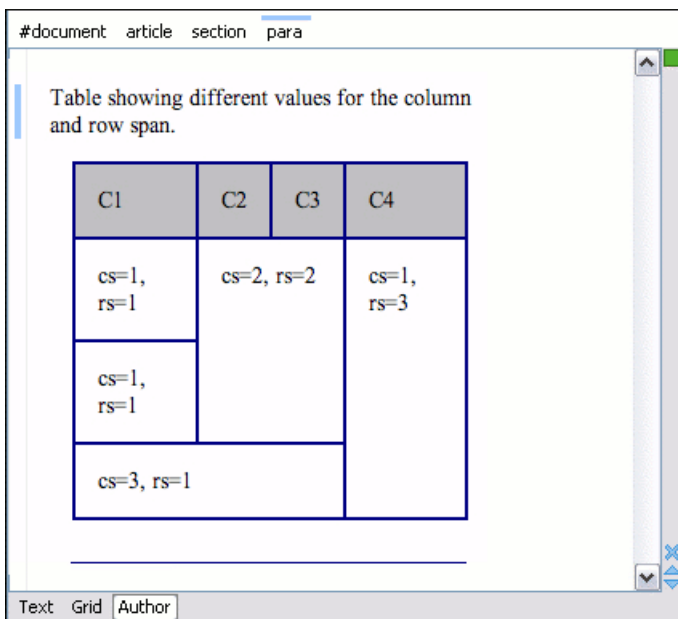 #document article section para
Table showing different values for the column
and row span.
C1 C2 C3 C4
cs=1,
rs=1
cs=2, rs=2
cs=1,
rs=3
cs=1,
rs=1
cs=3, rs=1
Text Grid Author